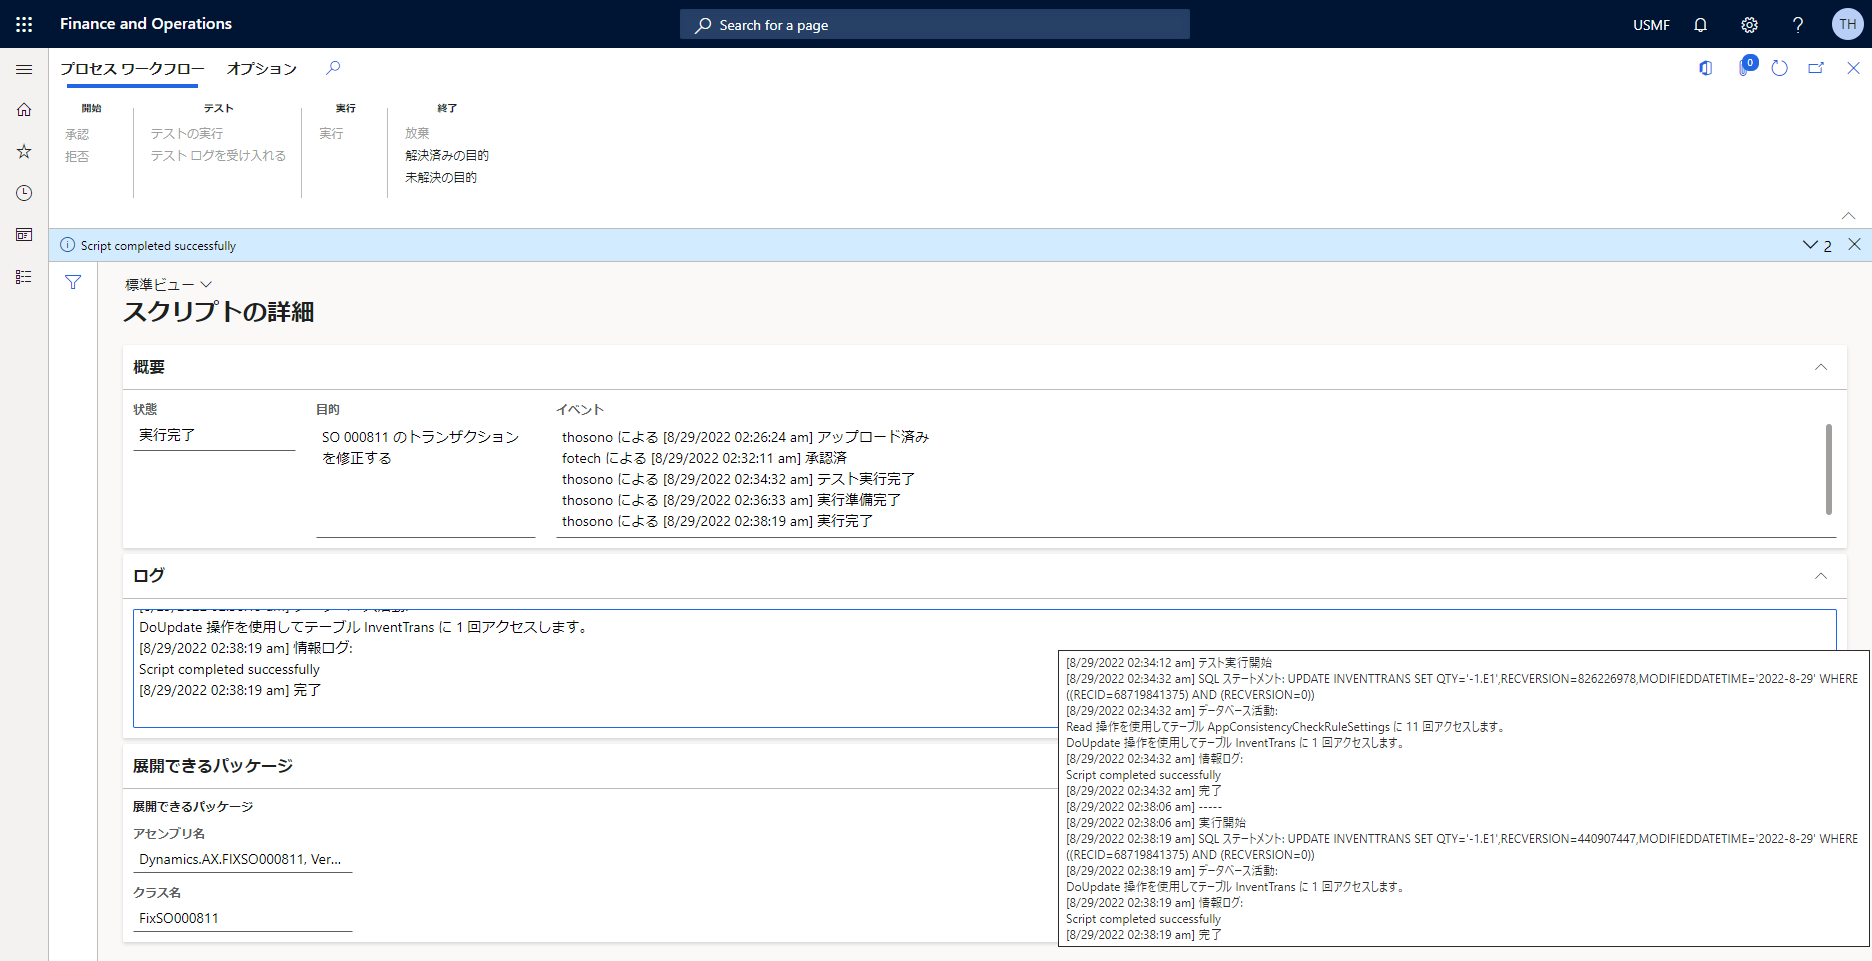 Finance and Operations
Search for a page
USMF
TH
プロセス ワークフロー
オプション
0
開始
承認
拒否
テスト
テストの実行
テスト ログを受け入れる
実行
実行
終了
放棄
解決済みの目的
未解決の目的
Script completed successfully
2
標準ビュー
スクリプトの詳細
概要
状態
実行完了
目的
SO 000811 のトランザクション
を修正する
イベント
thosono による [8/29/2022 02:26:24 am] アップロード済み
fotech による [8/29/2022 02:32:11 am] 承認済
thosono による [8/29/2022 02:34:32 am] テスト実行完了
thosono による [8/29/2022 02:36:33 am] 実行準備完了
thosono による [8/29/2022 02:38:19 am] 実行完了
ログ
DoUpdate 操作を使用してテーブル InventTrans に 1 回アクセスします。
[8/29/2022 02:38:19 am] 情報ログ:
Script completed successfully
[8/29/2022 02:38:19 am] 完了
展開できるパッケージ
展開できるパッケージ
アセンブリ名
Dynamics.AX.FIXSO000811, Ver...
クラス名
FixSO000811
[8/29/2022 02:34:12 am] テスト実行開始
[8/29/2022 02:34:32 am] SQL ステートメント: UPDATE INVENTTRANS SET QTY='-1.E1',RECVERSION=826226978,MODIFIEDDATETIME='2022-8-29' WHERE
((RECID=68719841375) AND (RECVERSION=0))
[8/29/2022 02:34:32 am] データベース活動:
Read 操作を使用してテーブル AppConsistencyCheckRuleSettings に 11 回アクセスします。
DoUpdate 操作を使用してテーブル InventTrans に 1 回アクセスします。
[8/29/2022 02:34:32 am] 情報ログ:
Script completed successfully
[8/29/2022 02:34:32 am] 完了
[8/29/2022 02:38:06 am] -----
[8/29/2022 02:38:06 am] 実行開始
[8/29/2022 02:38:19 am] SQL ステートメント: UPDATE INVENTTRANS SET QTY='-1.E1',RECVERSION=440907447,MODIFIEDDATETIME='2022-8-29' WHERE
((RECID=68719841375) AND (RECVERSION=0))
[8/29/2022 02:38:19 am] データベース活動:
DoUpdate 操作を使用してテーブル InventTrans に 1 回アクセスします。
[8/29/2022 02:38:19 am] 情報ログ:
Script completed successfully
[8/29/2022 02:38:19 am] 完了